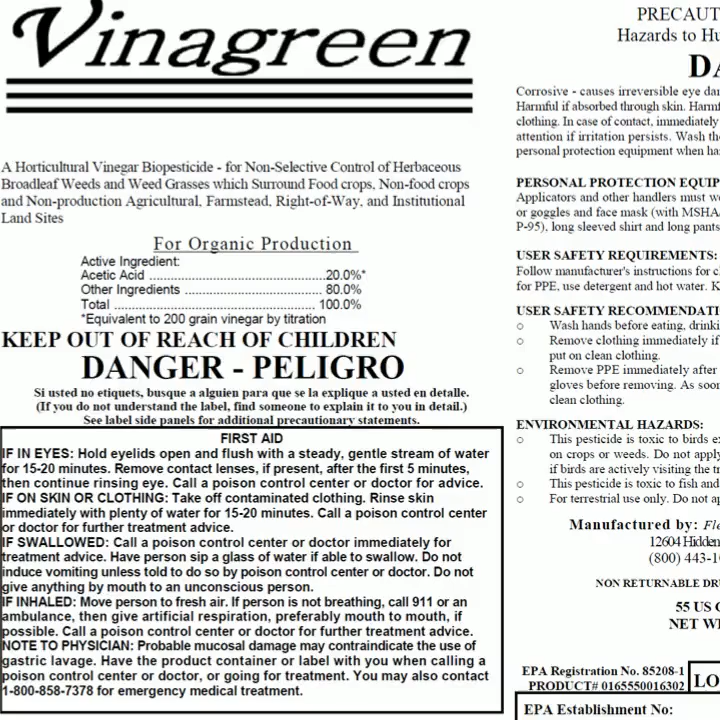 Vinagreen
A Horticultural Vinegar Biopesticide - for Non-Selective Control of Herbaceous
Broadleaf Weeds and Weed Grasses which Surround Food crops, Non-food crops
and Non-production Agricultural, Farmstead, Right-of-Way, and Institutional
Land Sites
For Organic Production
Active Ingredient:
Acetic Acid ................................................20.0%*
Other Ingredients ...................................... 80.0%
Total ......................................................... 100.0%
*Equivalent to 200 grain vinegar by titration
KEEP OUT OF REACH OF CHILDREN
DANGER - PELIGRO
Si usted no etiquets, busque a alguien para que se la explique a usted en detalle.
(If you do not understand the label, find someone to explain it to you in detail.)
See label side panels for additional precautionary statements.
FIRST AID
IF IN EYES: Hold eyelids open and flush with a steady, gentle stream of water
for 15-20 minutes. Remove contact lenses, if present, after the first 5 minutes,
then continue rinsing eye. Call a poison control center or doctor for advice.
IF ON SKIN OR CLOTHING: Take off contaminated clothing. Rinse skin
immediately with plenty of water for 15-20 minutes. Call a poison control center
or doctor for further treatment advice.
IF SWALLOWED: Call a poison control center or doctor immediately for
treatment advice. Have person sip a glass of water if able to swallow. Do not
induce vomiting unless told to do so by poison control center or doctor. Do not
give anything by mouth to an unconscious person.
IF INHALED: Move person to fresh air. If person is not breathing, call 911 or an
ambulance, then give artificial respiration, preferably mouth to mouth, if
possible. Call a poison control center or doctor for further treatment advice.
NOTE TO PHYSICIAN: Probable mucosal damage may contraindicate the use of
gastric lavage. Have the product container or label with you when calling a
poison control center or doctor, or going for treatment. You may also contact
1-800-858-7378 for emergency medical treatment.
Hazards to
Corrosive - causes irreversible eye
Harmful if absorbed through skin.
clothing. In case of contact, immediately
attention if irritation persists. Wash
personal protection equipment when
PERSONAL PROTECTION
Applicators and other handlers must
or goggles and face mask (with
P-95), long sleeved shirt and long pants
USER SAFETY REQUIREMENTS:
Follow manufacturer's instructions for
for PPE, use detergent and hot water.
USER SAFETY
o Wash hands before eating,
o Remove clothing immediately if
put on clean clothing.
o Remove PPE immediately after
gloves before removing. As
clean clothing.
ENVIRONMENTAL HAZARDS:
o This pesticide is toxic to birds
on crops or weeds. Do not apply
if birds are actively visiting the
o This pesticide is toxic to fish and
o For terrestrial use only. Do not
Manufactured by:
12604 Hidden
(800)
NON RETURNABLE
55 US
NET
EPA Registration No. 85208-1
PRODUCT# 0165550016302
EPA Establishment No: